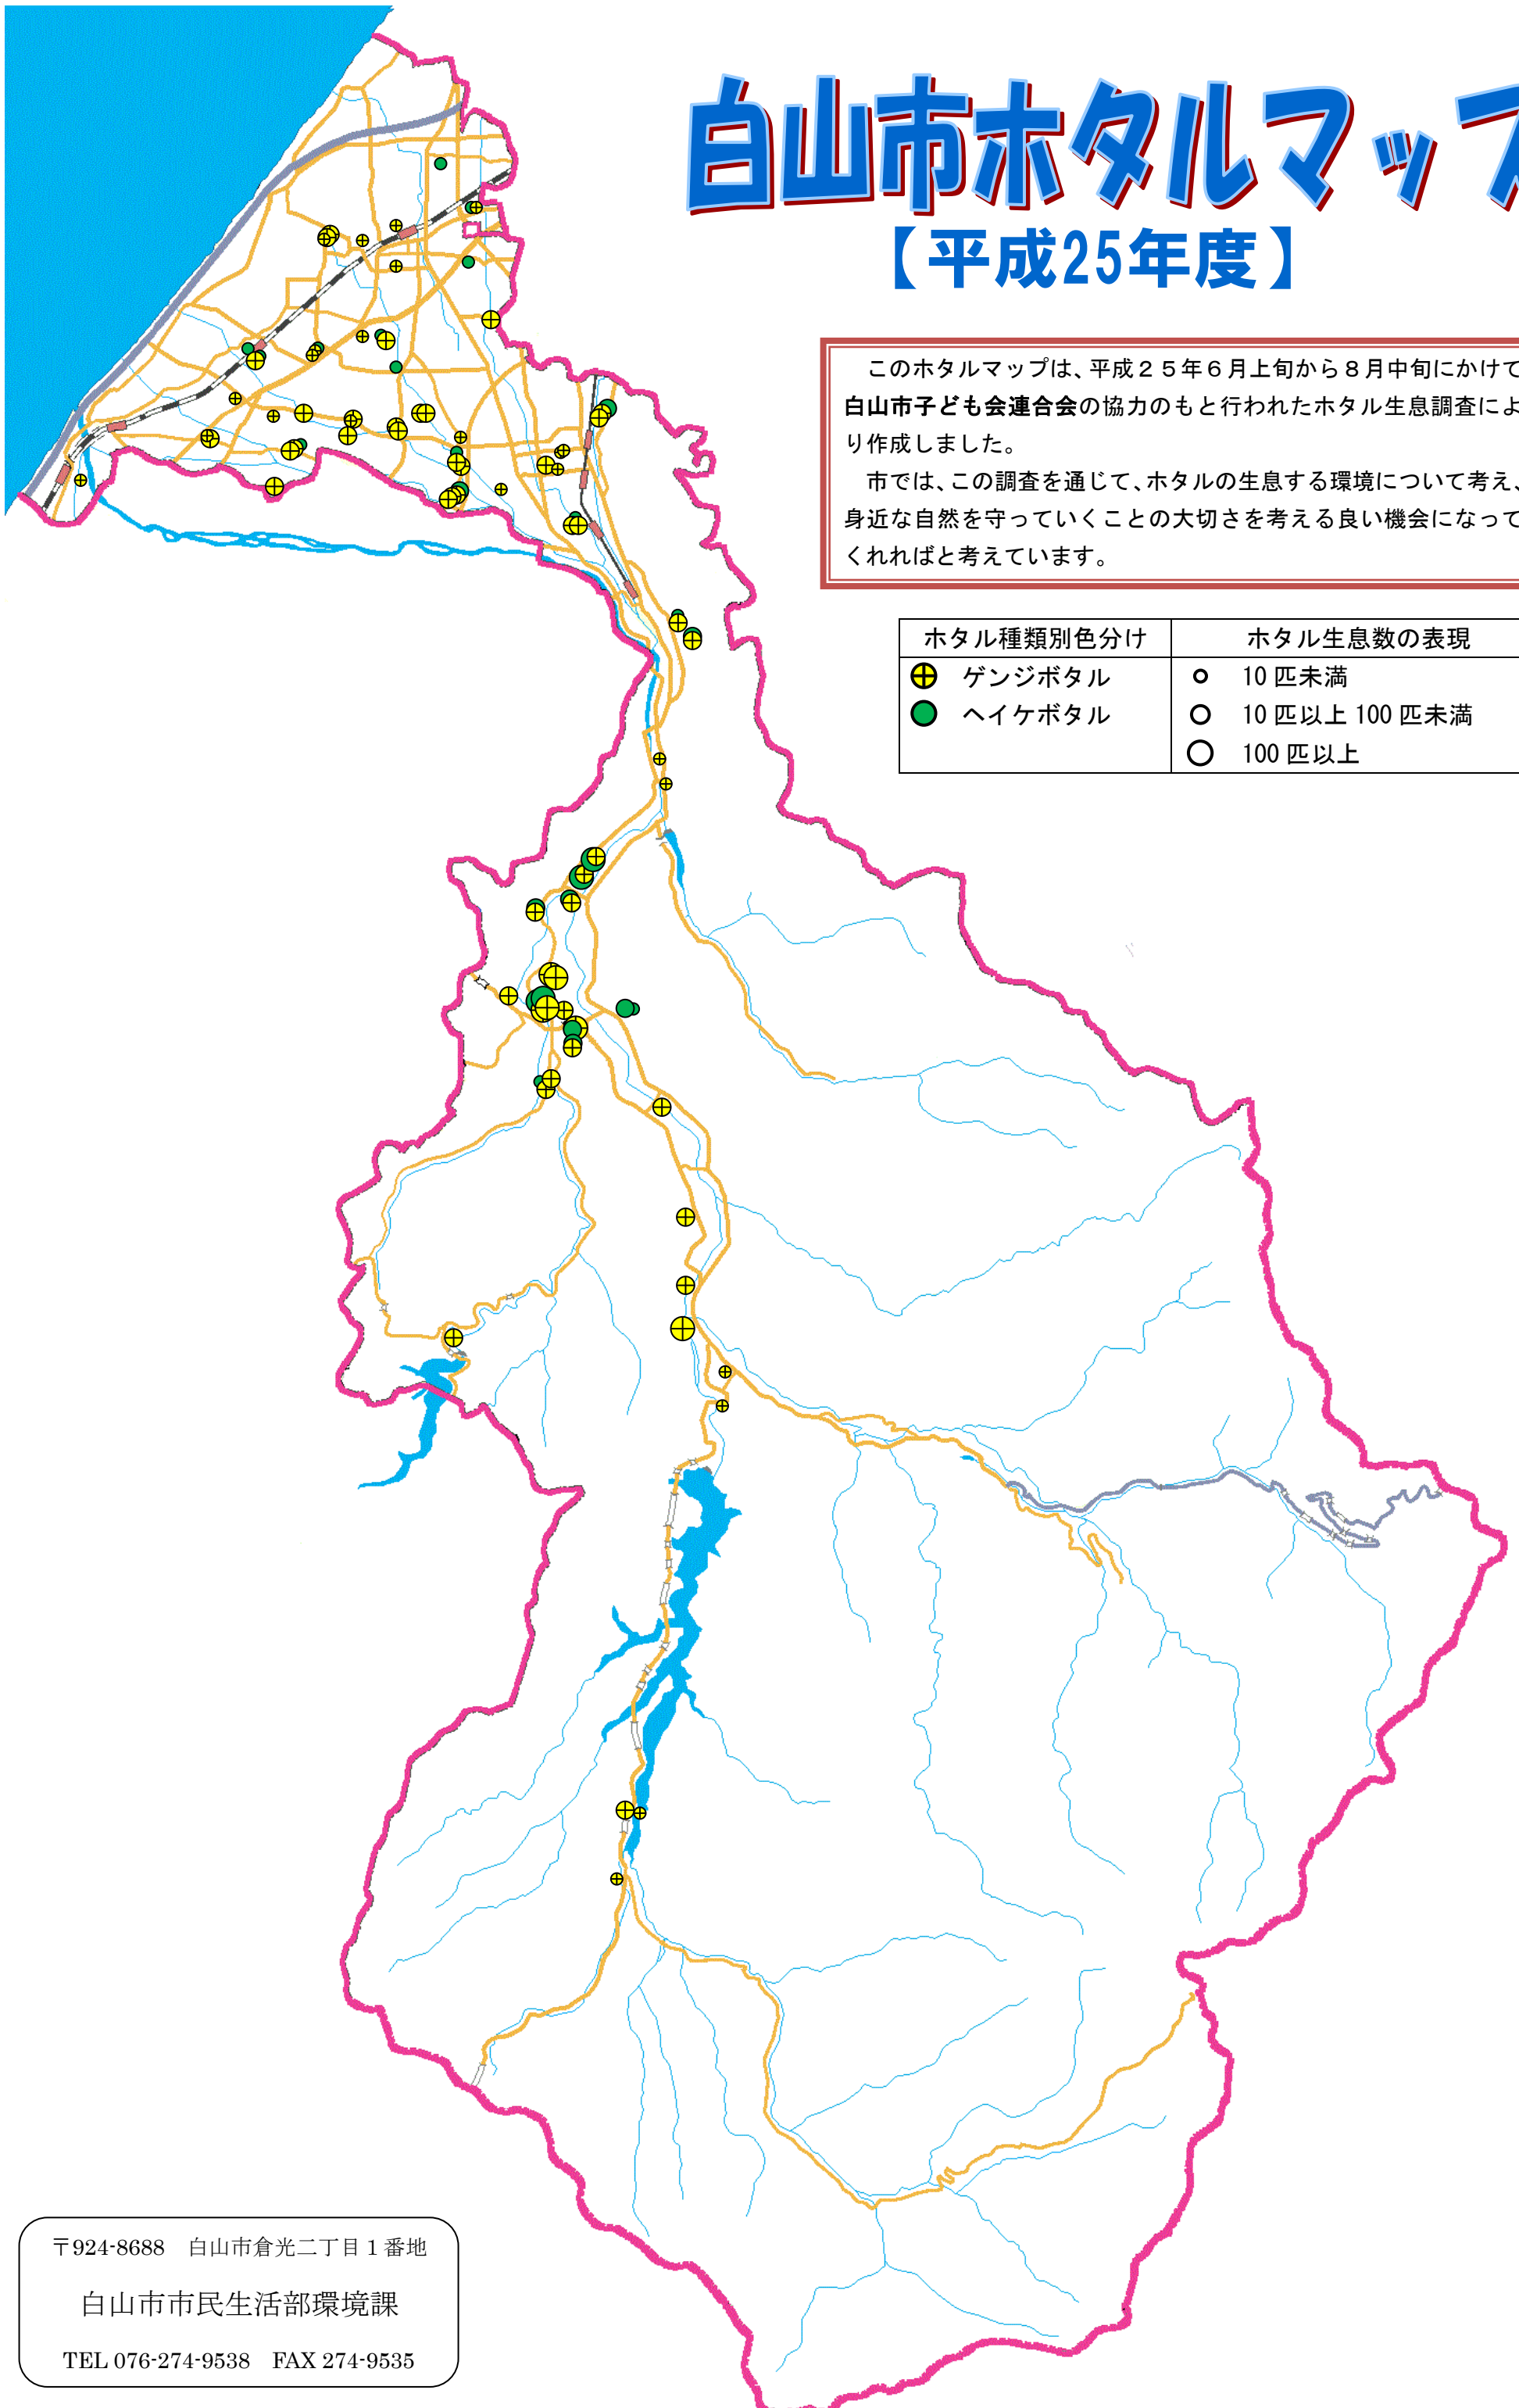 白山市ホタルマップ
【平成25年度】
このホタルマップは、平成２５年６月上旬から８月中旬にかけて
白山市子ども会連合会の協力のもと行われたホタル生息調査によ
り作成しました。
市では、この調査を通じて、ホタルの生息する環境について考え、
身近な自然を守っていくことの大切さを考える良い機会になって
くれればと考えています。
ホタル種類別色分け
ゲンジボタル
ヘイケボタル
ホタル生息数の表現
10 匹未満
10 匹以上 100 匹未満
100 匹以上
〒924-8688　白山市倉光二丁目１番地
白山市市民生活部環境課
TEL 076-274-9538　FAX 274-9535